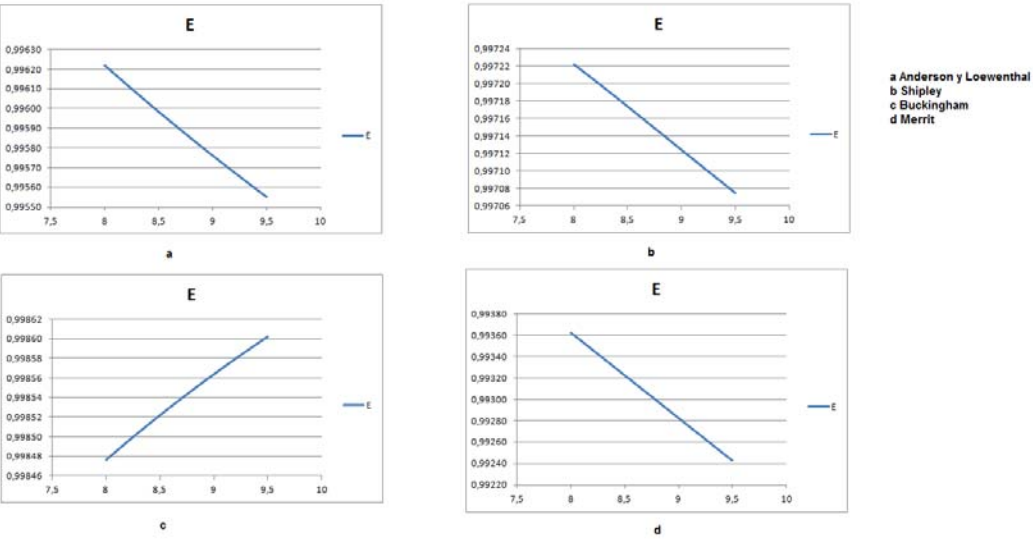 E
0,99630
0,99620
0,99610
0,99600
0,99590
0,99580
0,99570
0,99560
0,99550
7,5 8 8,5 9 9,5 10
E
a
E
0,99724
0,99722
0,99720
0,99718
0,99716
0,99714
0,99712
0,99710
0,99708
0,99706
7,5 8 8,5 9 9,5 10
E
b
a Anderson y Loewenthal
b Shipley
c Buckingham
d Merrit
E
0,99862
0,99860
0,99858
0,99856
0,99854
0,99852
0,99850
0,99848
0,99846
7,5 8 8,5 9 9,5 10
E
c
E
0,99380
0,99360
0,99340
0,99320
0,99300
0,99280
0,99260
0,99240
0,99220
7,5 8 8,5 9 9,5 10
E
d